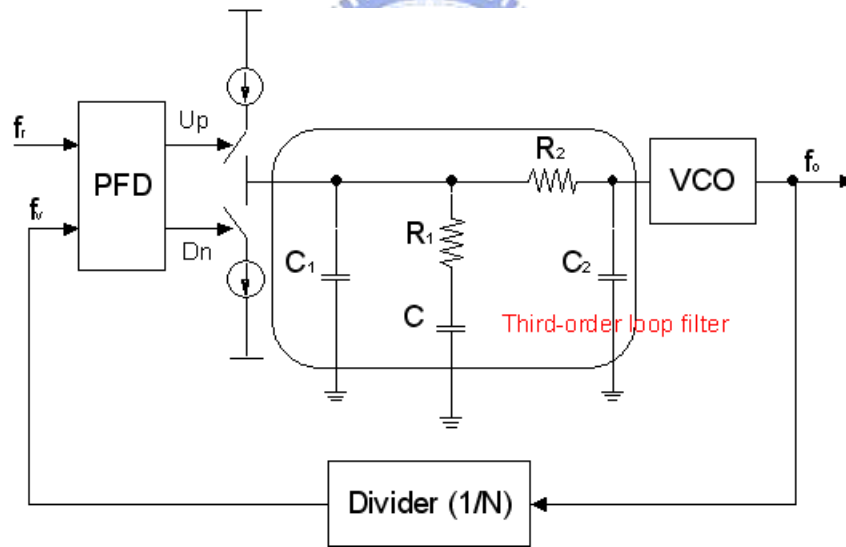 Up
fr
PFD
fv
Dn
R2
VCO
fo
R1
C1
C2
C
Third-order loop filter
Divider (1/N)